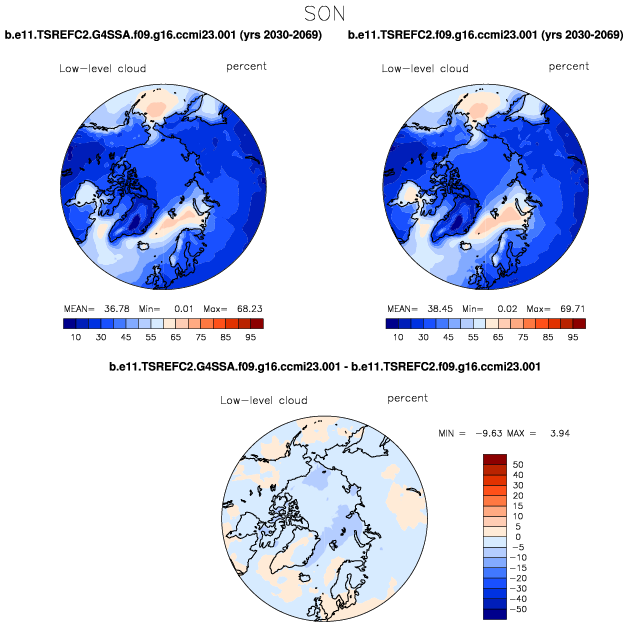 SON
b.e11.TSREFC2.G4SSA.f09.g16.ccmi23.001 (yrs 2030-2069)
b.e11.TSREFC2.f09.g16.ccmi23.001 (yrs 2030-2069)
Low-level cloud percent
Low-level cloud percent
MEAN= 36.78 Min= 0.01 Max= 68.23
MEAN= 38.45 Min= 0.02 Max= 69.71
10 30 45 55 65 75 85 95
10 30 45 55 65 75 85 95
b.e11.TSREFC2.G4SSA.f09.g16.ccmi23.001 - b.e11.TSREFC2.f09.g16.ccmi23.001
Low-level cloud percent
MIN = -9.63 MAX = 3.94
50
40
30
20
15
10
5
0
-5
-10
-15
-20
-30
-40
-50